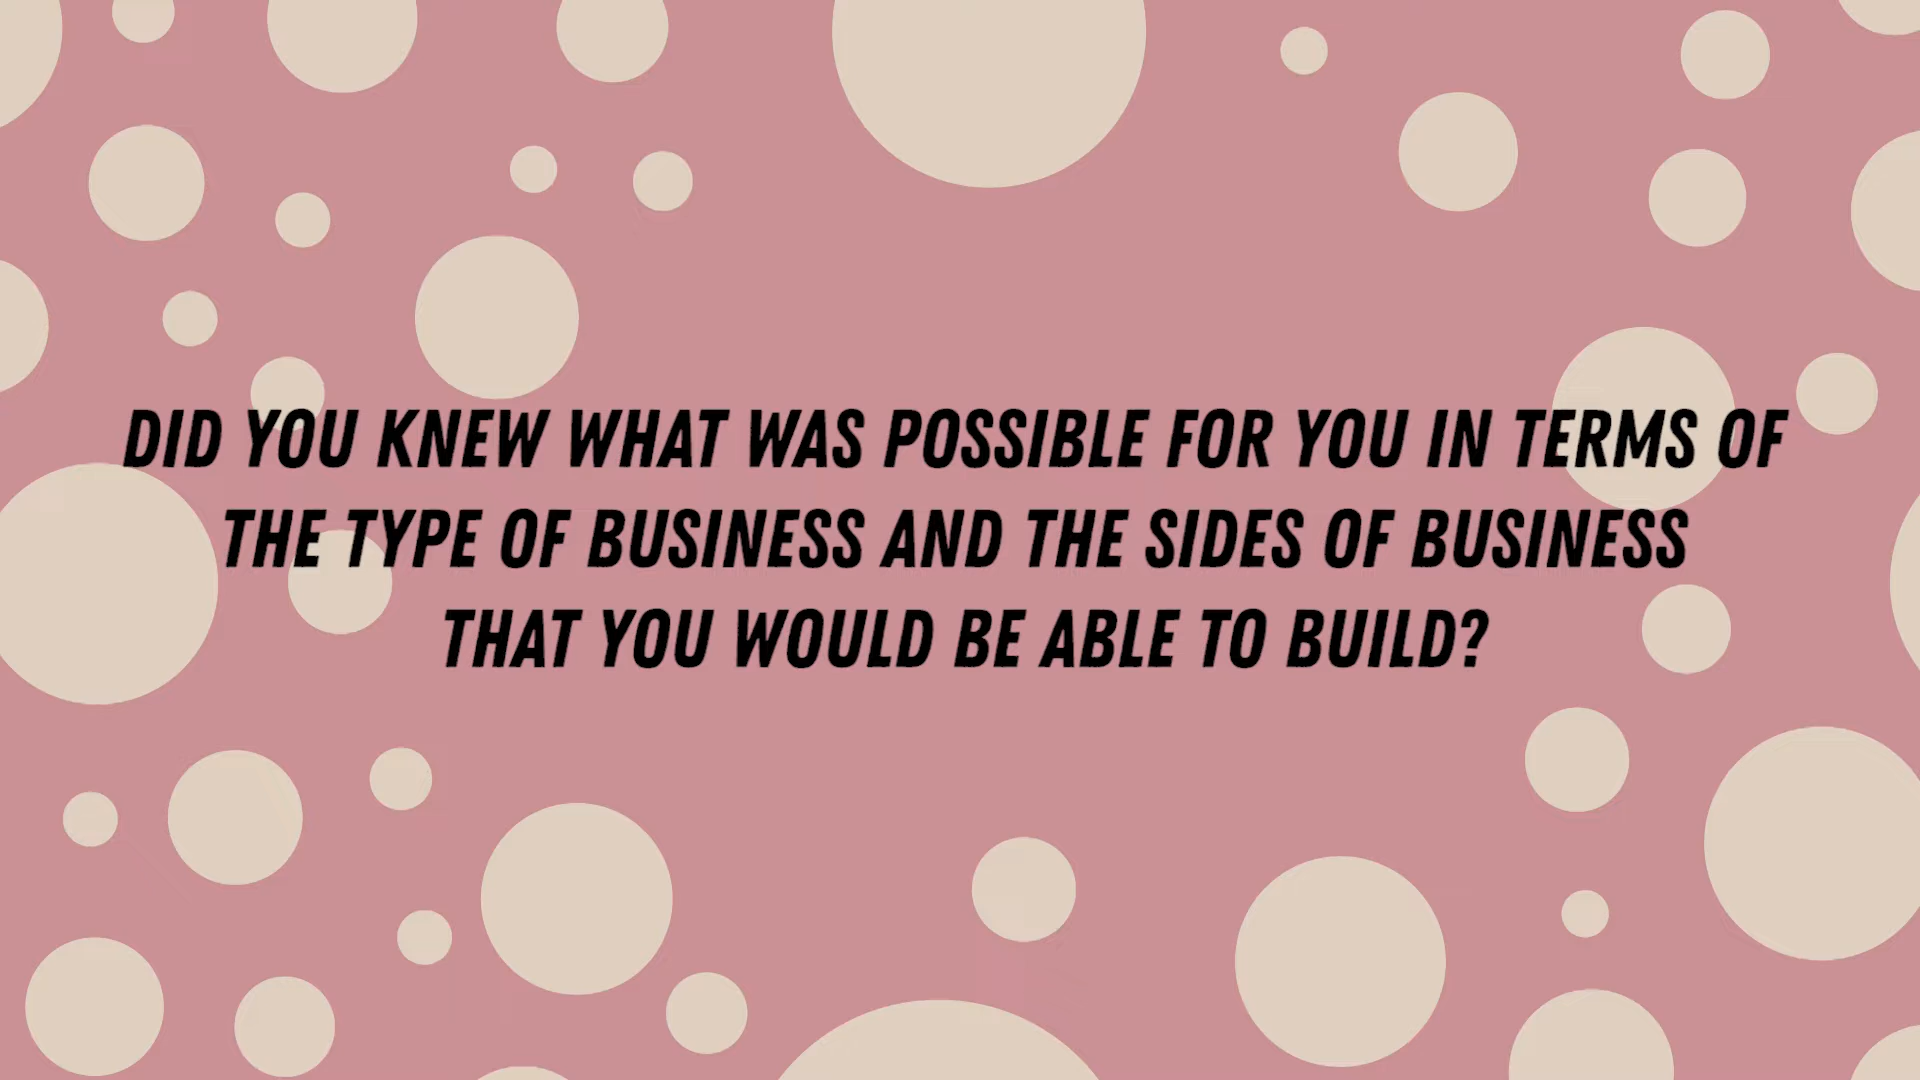 DID YOU KNEW WHAT WAS POSSIBLE FOR YOU IN TERMS OF
THE TYPE OF BUSINESS AND THE SIDES OF BUSINESS
THAT YOU WOULD BE ABLE TO BUILD?